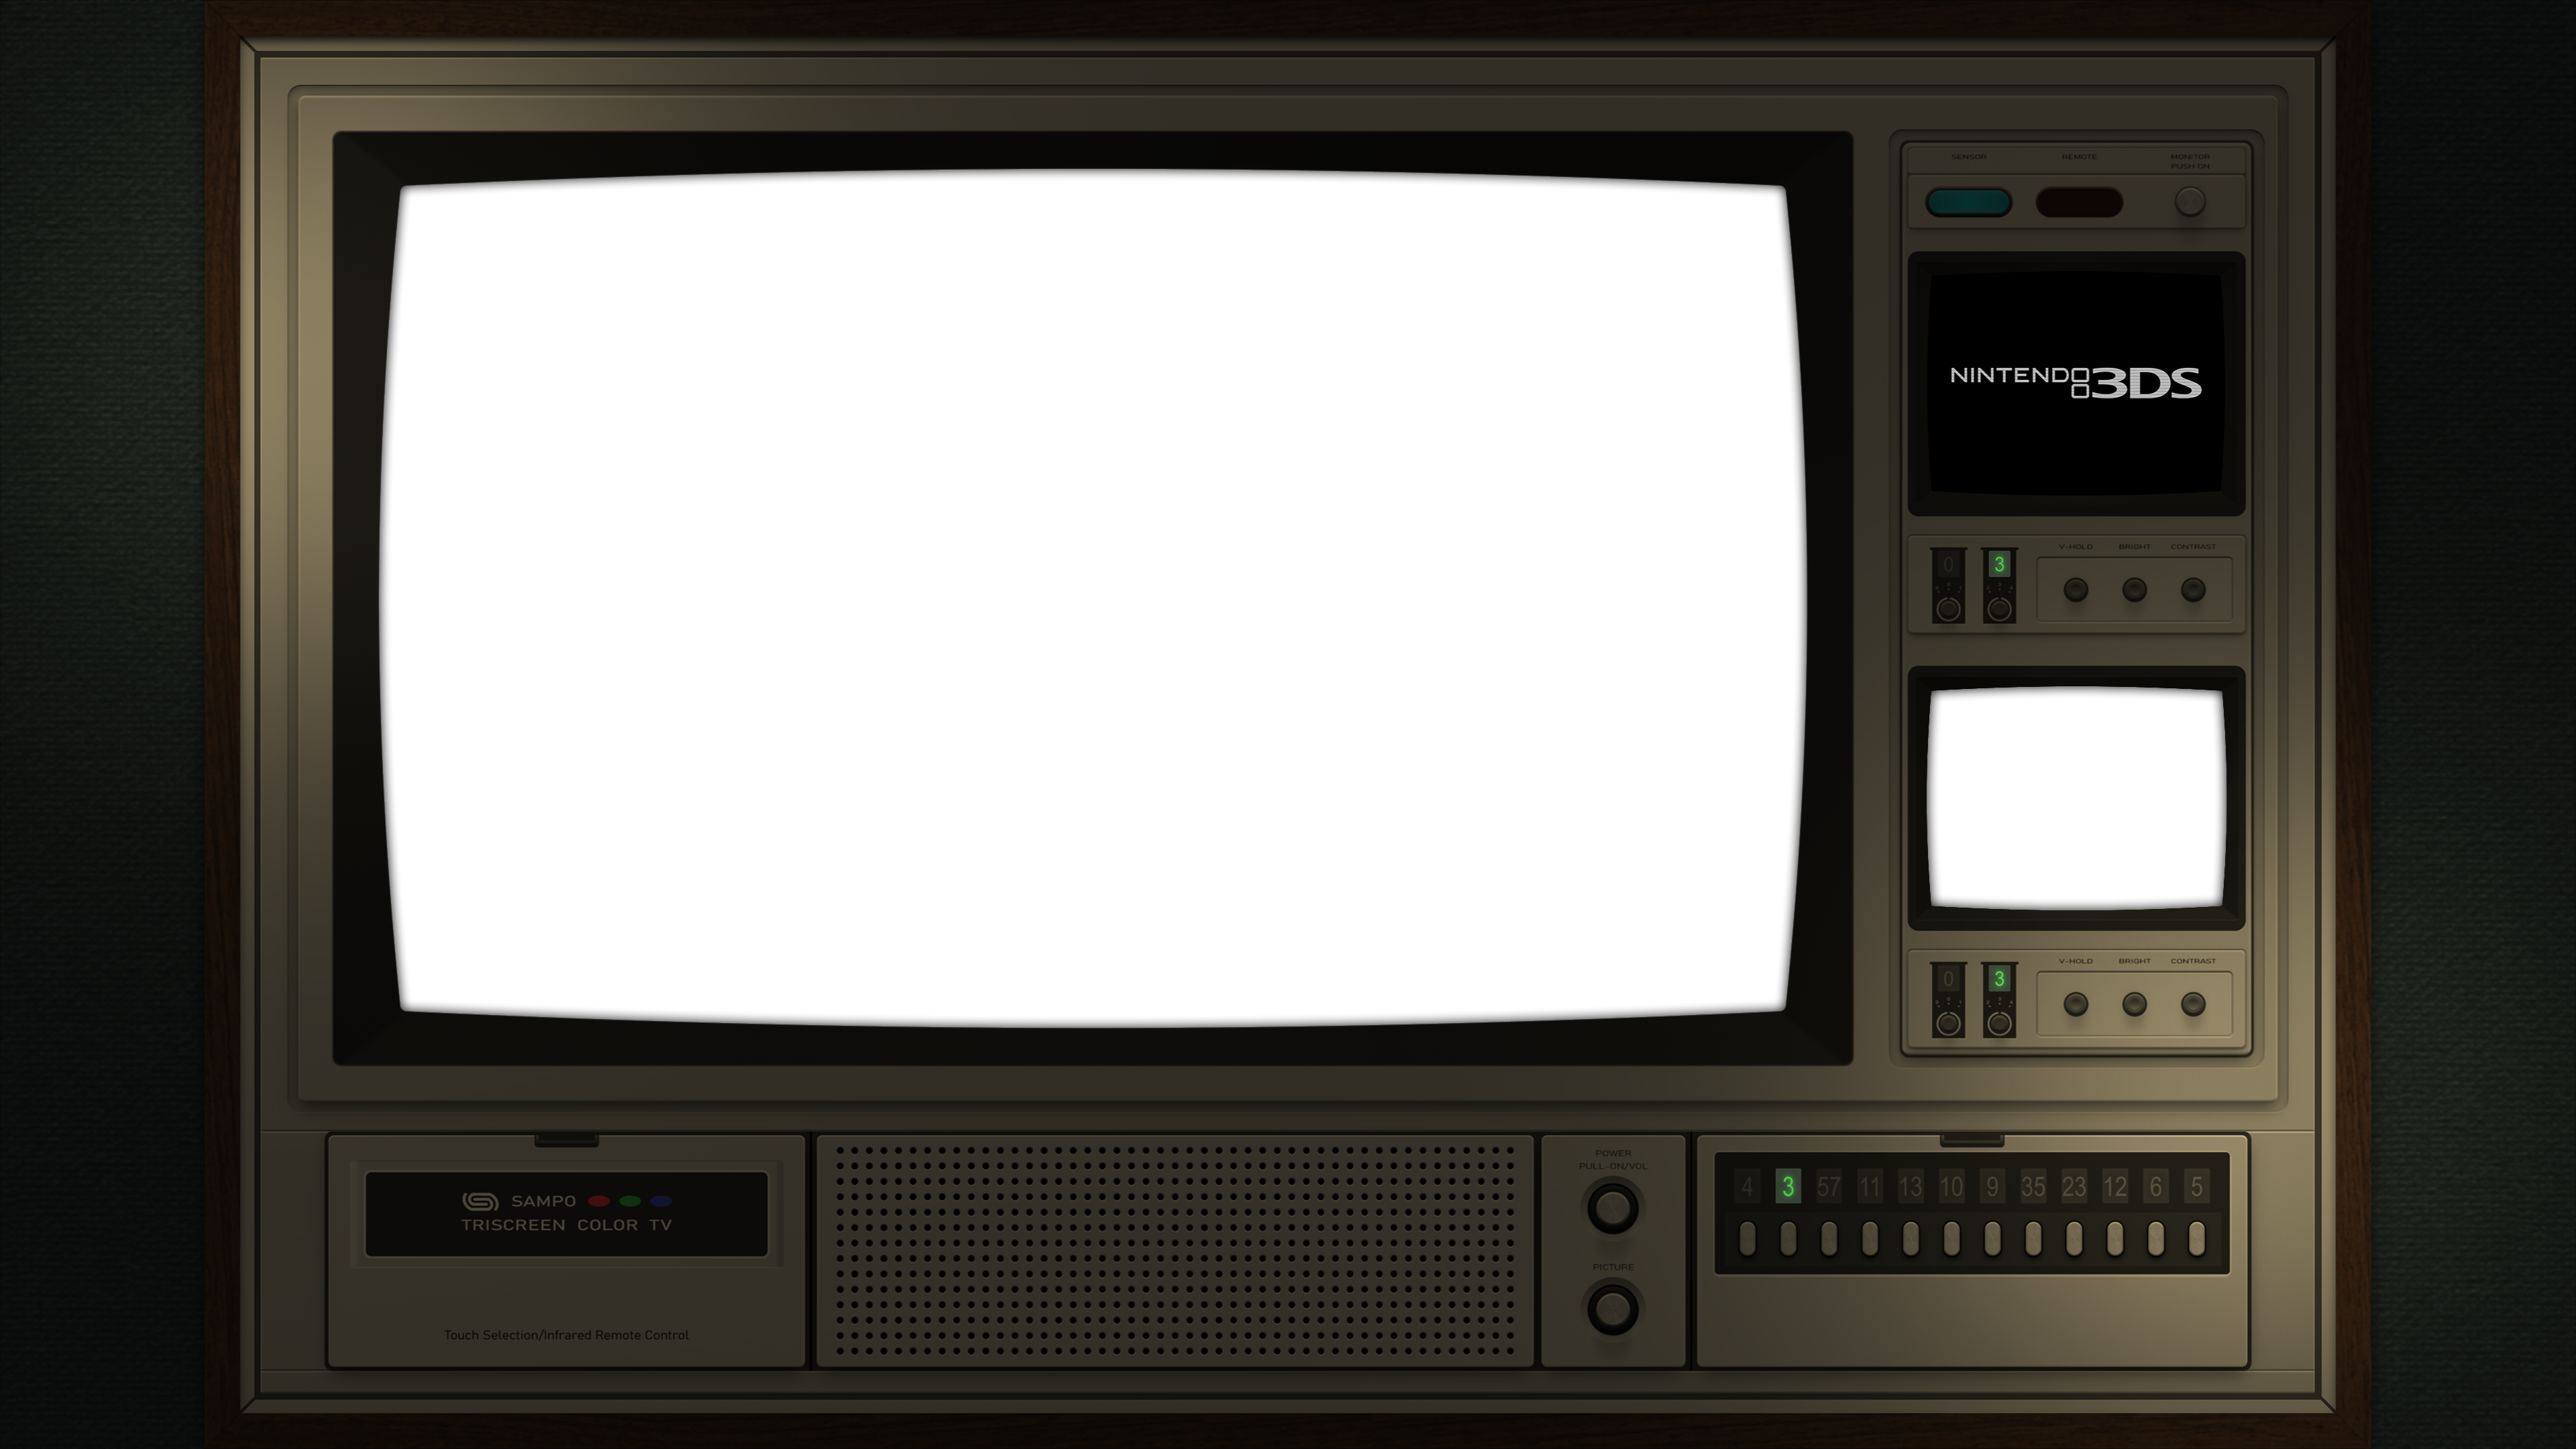 SENSOR REMOTE MONITOR
PUSH ON
NINTENDO 3DS
0 3 V-HOLD BRIGHT CONTRAST
0 3 V-HOLD BRIGHT CONTRAST
SAMPO
TRISCREEN COLOR TV
Touch Selection/Infrared Remote Control
POWER
PULL-ON/VOL
PICTURE
4 3 57 11 13 10 9 35 23 12 6 5